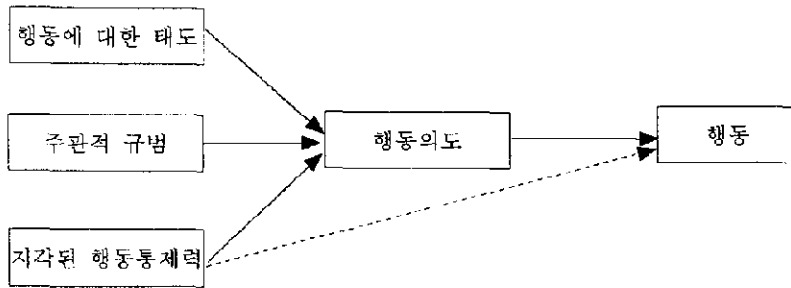 행동에 대한 태도
주관적 규범
행동의도
행동
지각된 행동통제력